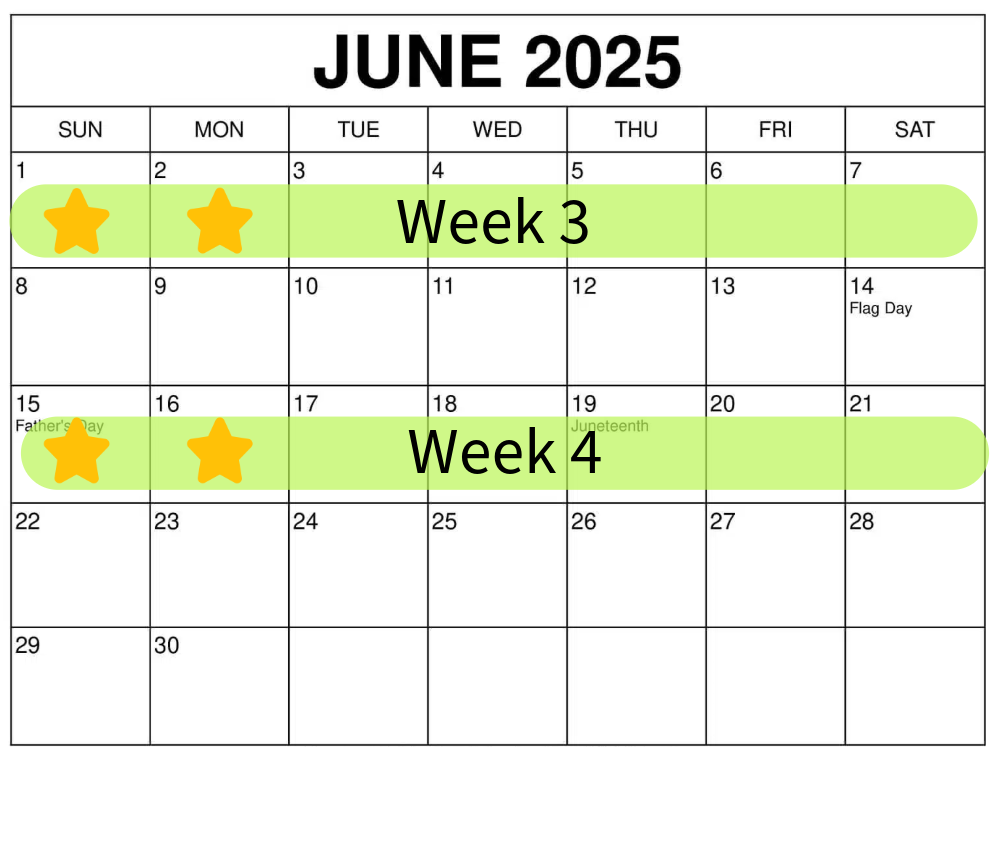 JUNE 2025
SUN MON TUE WED THU FRI SAT
1 2 3 4 5 6 7
Week 3
8 9 10 11 12 13 14
Flag Day
15 16 17 18 19 20 21
Father's Day Juneteenth
Week 4
22 23 24 25 26 27 28
29 30